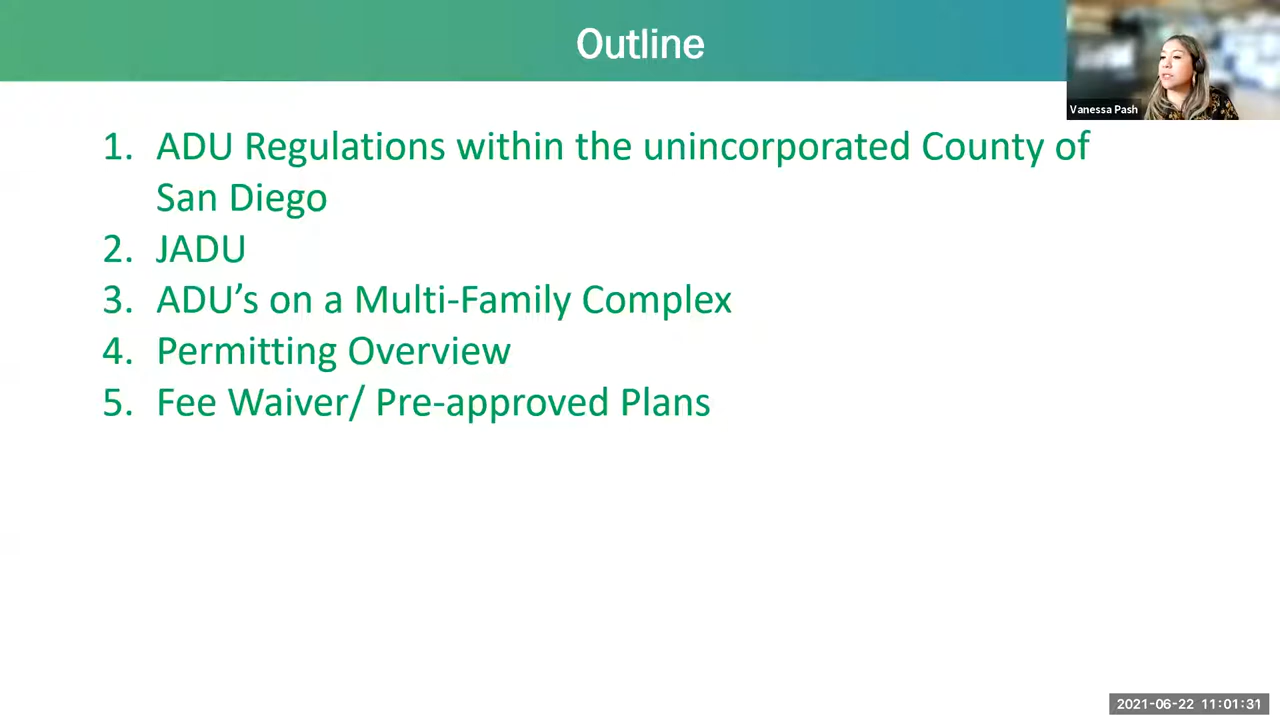 Outline
Vanessa Pash
1. ADU Regulations within the unincorporated County of
San Diego
2. JADU
3. ADU’s on a Multi-Family Complex
4. Permitting Overview
5. Fee Waiver/ Pre-approved Plans
2021-06-22 11:01:31